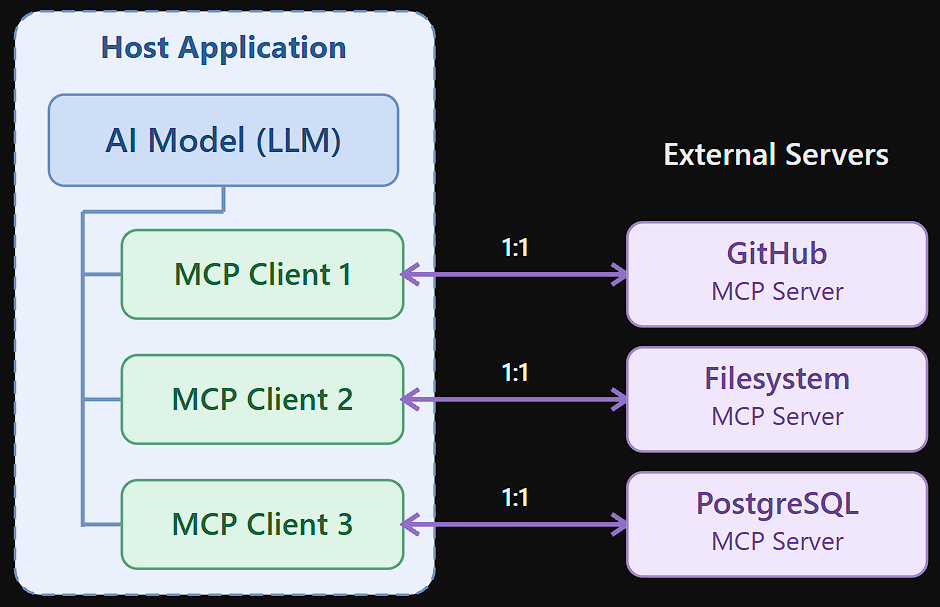 Host Application
AI Model (LLM)
External Servers
MCP Client 1
1:1
GitHub
MCP Server
MCP Client 2
1:1
Filesystem
MCP Server
MCP Client 3
1:1
PostgreSQL
MCP Server